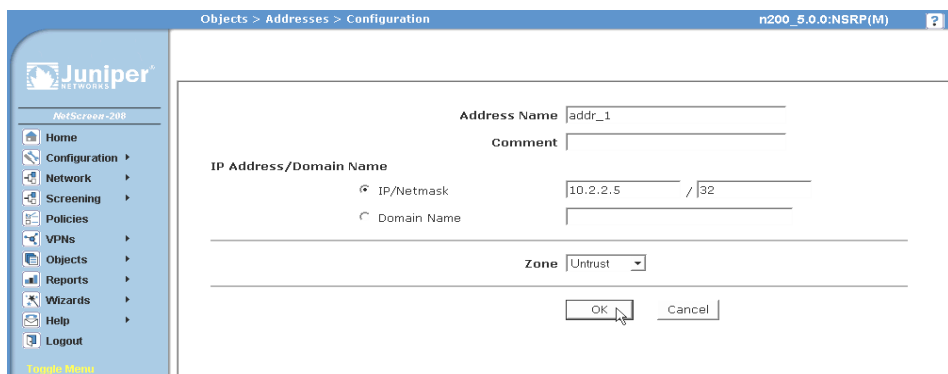 Objects > Addresses > Configuration
n200_5.0.0:NSRP(M)
?
Juniper
NETWORKS
NetScreen-208
Home
Configuration
Network
Screening
Policies
VPNs
Objects
Reports
Wizards
Help
Logout
Toggle Menu
Address Name addr_1
Comment
IP Address/Domain Name
IP/Netmask 10.2.2.5 / 32
Domain Name
Zone Untrust
OK Cancel